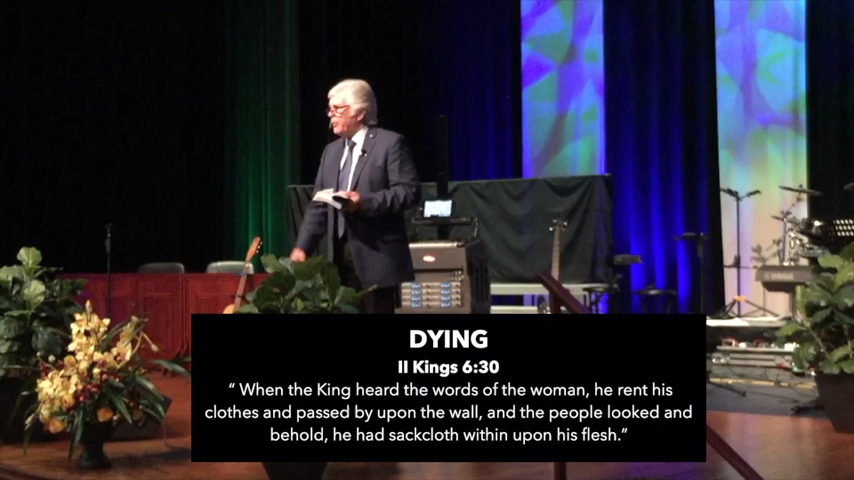 DYING
II Kings 6:30
“ When the King heard the words of the woman, he rent his
clothes and passed by upon the wall, and the people looked and
behold, he had sackcloth within upon his flesh.”
YAMAHA